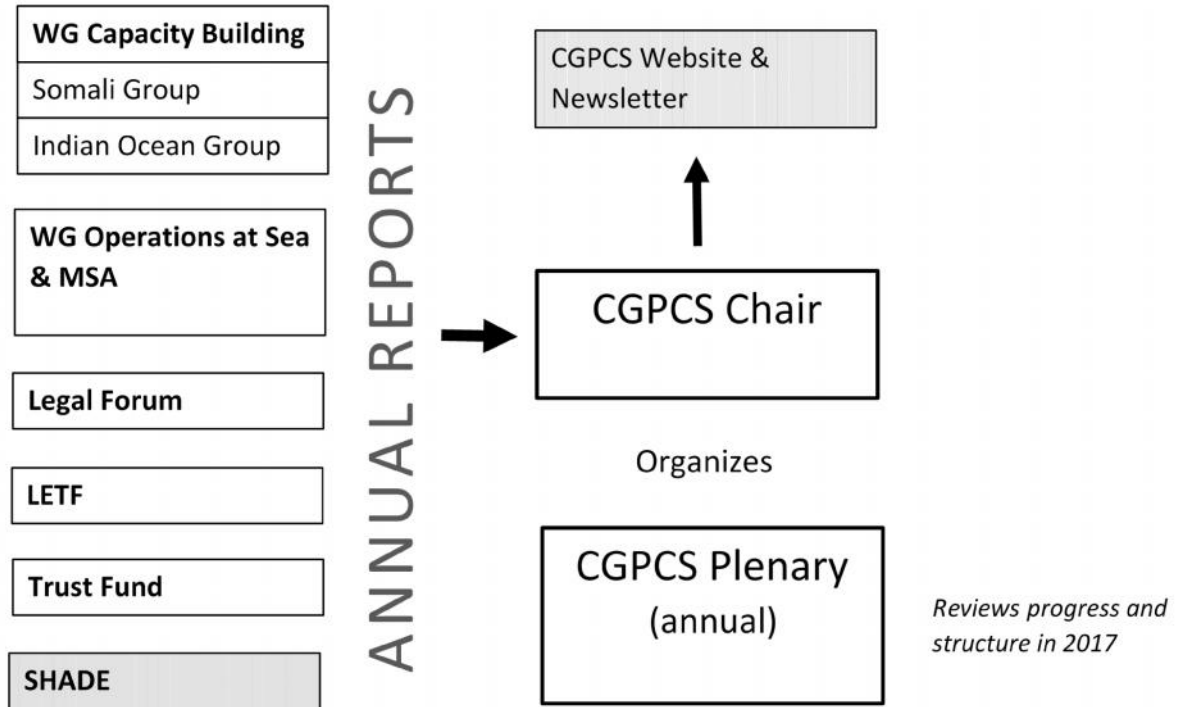 WG Capacity Building
Somali Group
Indian Ocean Group
WG Operations at Sea
& MSA
Legal Forum
LETF
Trust Fund
SHADE
ANNUAL REPORTS
CGPCS Website &
Newsletter
CGPCS Chair
Organizes
CGPCS Plenary
(annual)
Reviews progress and
structure in 2017